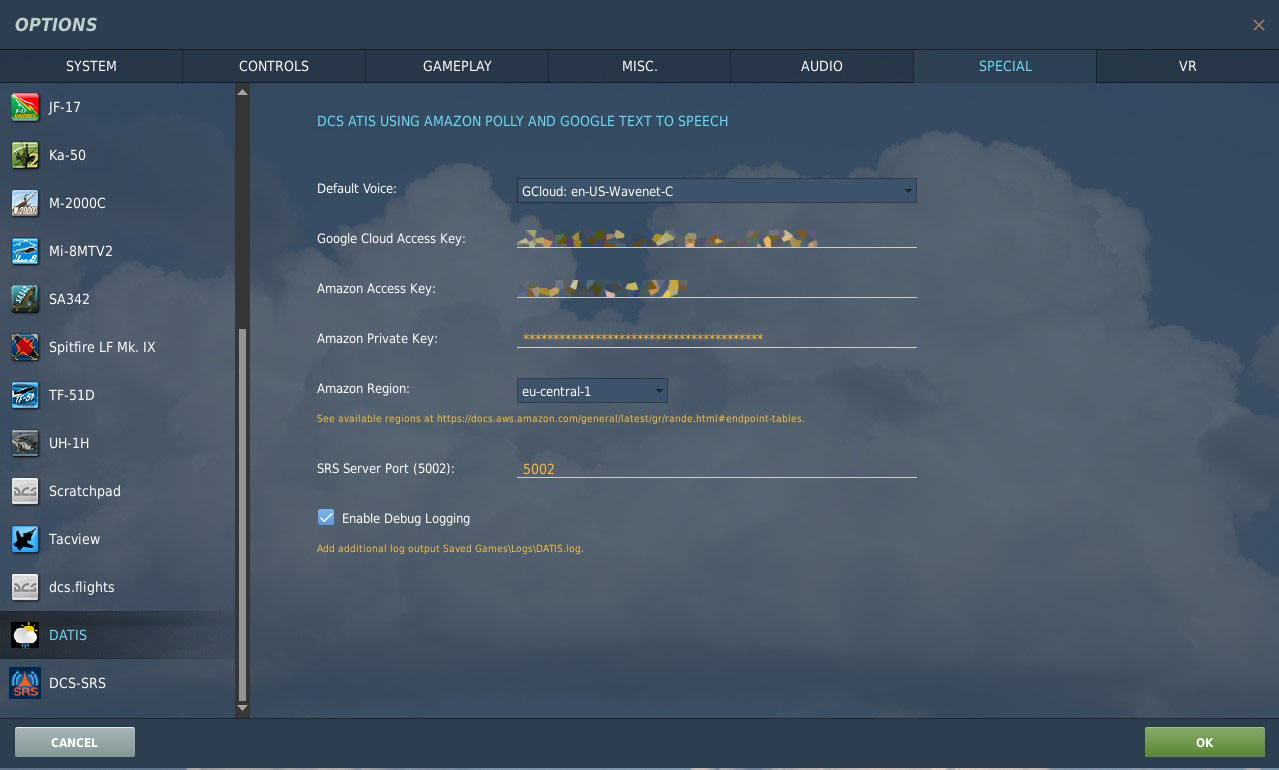 OPTIONS
SYSTEM CONTROLS GAMEPLAY MISC. AUDIO SPECIAL VR
JF-17
Ka-50
M-2000C
Mi-8MTV2
SA342
Spitfire LF Mk. IX
TF-51D
UH-1H
Scratchpad
Tacview
dcs.flights
DATIS
SRS
DCS-SRS
DCS ATIS USING AMAZON POLLY AND GOOGLE TEXT TO SPEECH
Default Voice: GCloud: en-US-Wavenet-C
Google Cloud Access Key:
Amazon Access Key:
Amazon Private Key: ****************************************
Amazon Region: eu-central-1
See available regions at https://docs.aws.amazon.com/general/latest/gr/rande.html#endpoint-tables.
SRS Server Port (5002): 5002
Enable Debug Logging
Add additional log output Saved Games\Logs\DATIS.log.
CANCEL OK